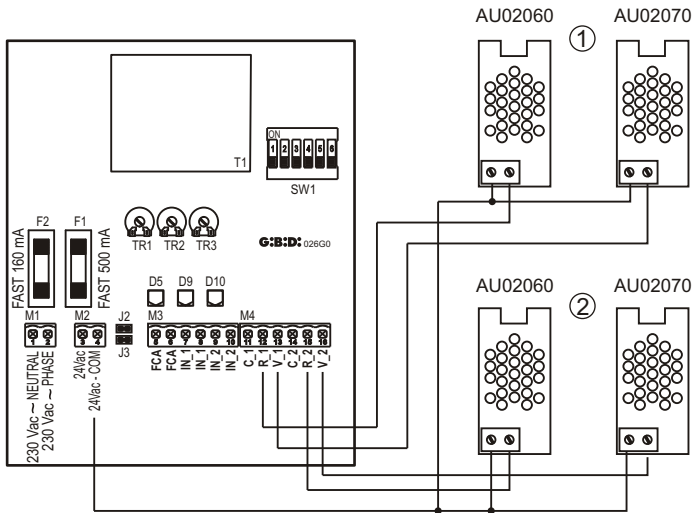 AU02060
1
AU02070
T1
ON
1 2 3 4 5 6
SW1
F2
F1
FAST 160 mA
FAST 500 mA
TR1 TR2 TR3
G:B:D: 026G0
D5 D9 D10
M1
M2
J2
J3
M3
M4
1 2
3 4
5 6 7 8 9 10 11 12 13 14 15 16
230 Vac ~ NEUTRAL
230 Vac ~ PHASE
24Vac
24Vac - COM
FCA
FCA
IN_1
IN_1
IN_2
IN_2
C_1
R_1
V_1
C_2
R_2
V_2
AU02060
2
AU02070